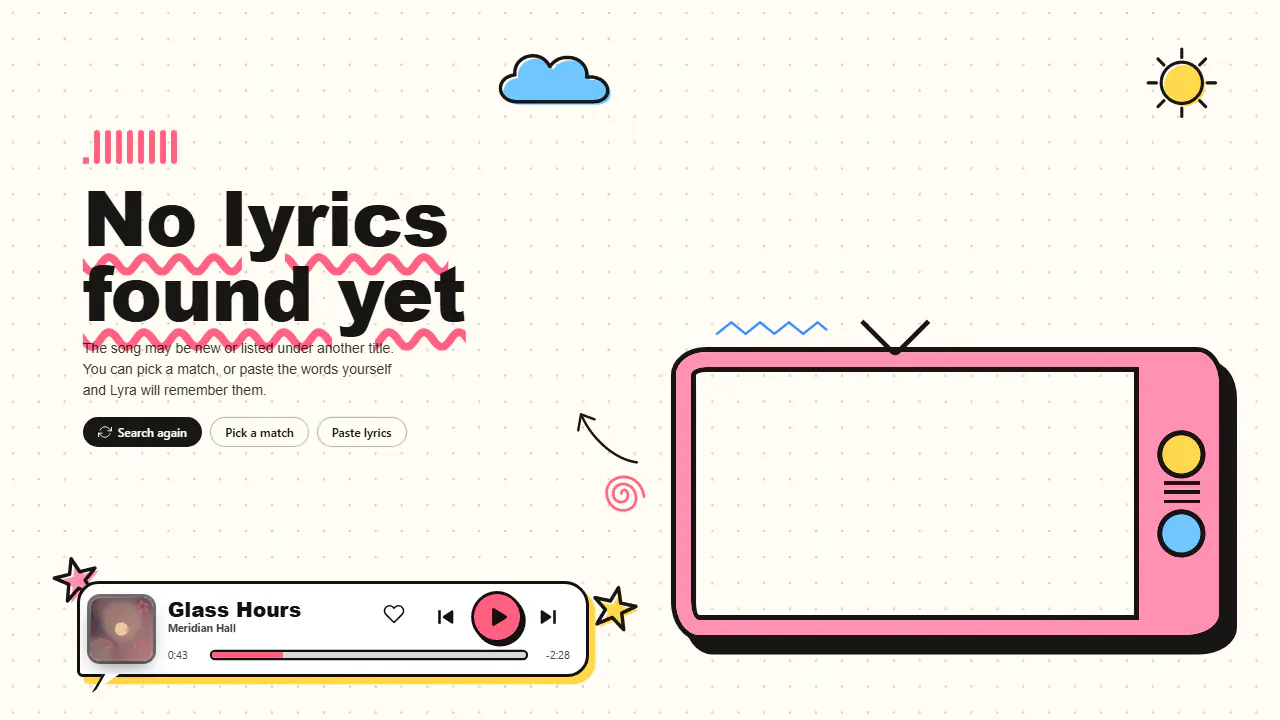 No lyrics
found yet
The song may be new or listed under another title.
You can pick a match, or paste the words yourself
and Lyra will remember them.
Search again
Pick a match
Paste lyrics
Glass Hours
Meridian Hall
0:43
-2:28